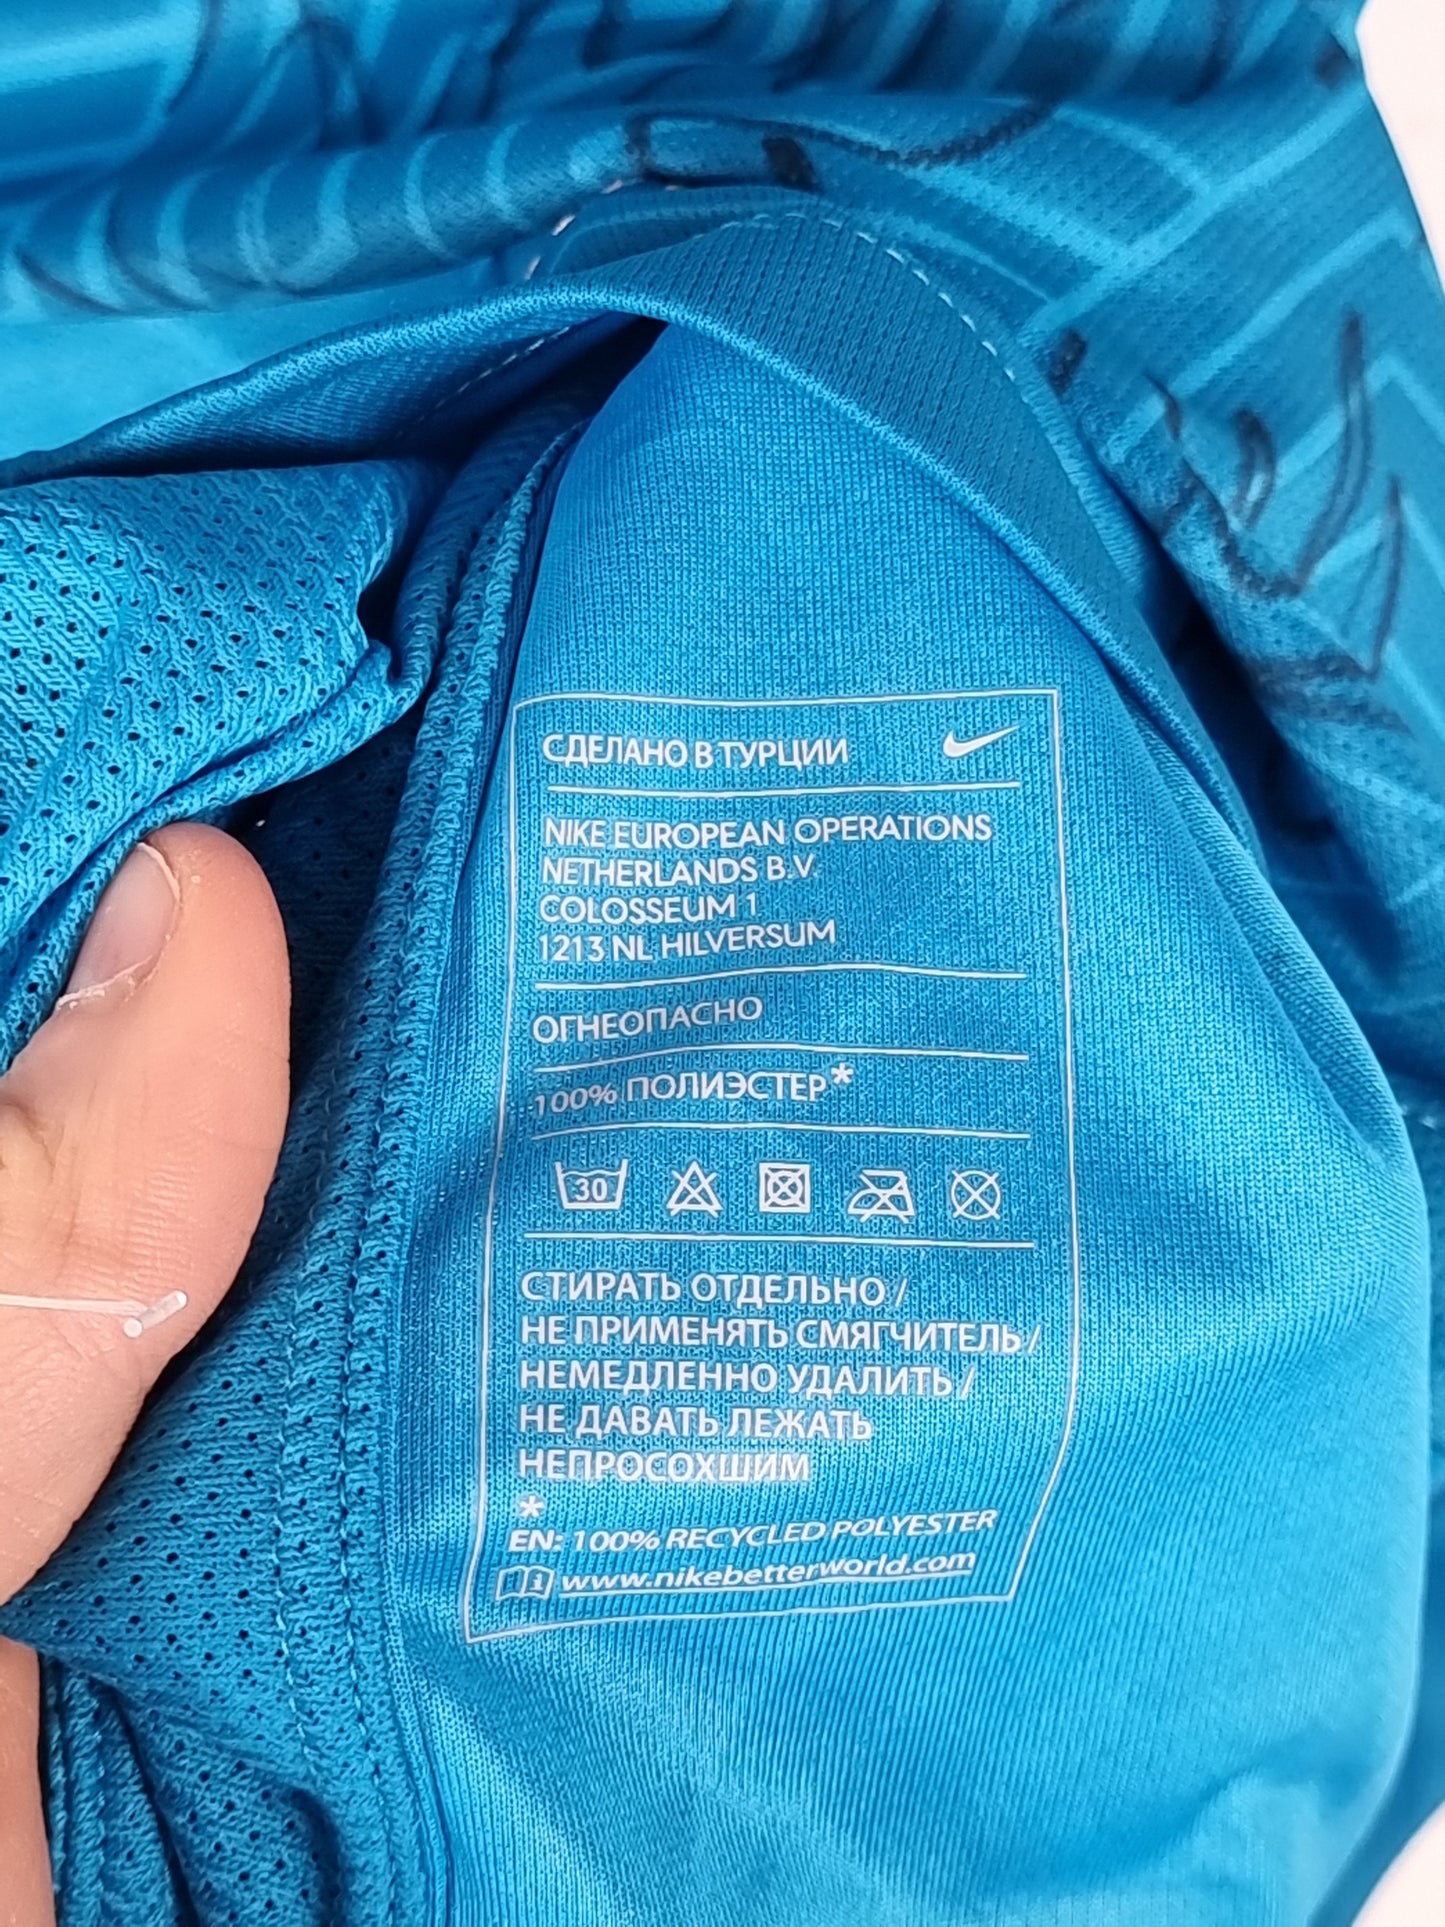 СДЕЛАНО В ТУРЦИИ
NIKE EUROPEAN OPERATIONS
NETHERLANDS B.V.
COLOSSEUM 1
1213 NL HILVERSUM
ОГНЕОПАСНО
100% ПОЛИЭСТЕР*
30
СТИРАТЬ ОТДЕЛЬНО /
НЕ ПРИМЕНЯТЬ СМЯГЧИТЕЛЬ /
НЕМЕДЛЕННО УДАЛИТЬ /
НЕ ДАВАТЬ ЛЕЖАТЬ
НЕПРОСОХШИМ
*
EN: 100% RECYCLED POLYESTER
i www.nikebetterworld.com